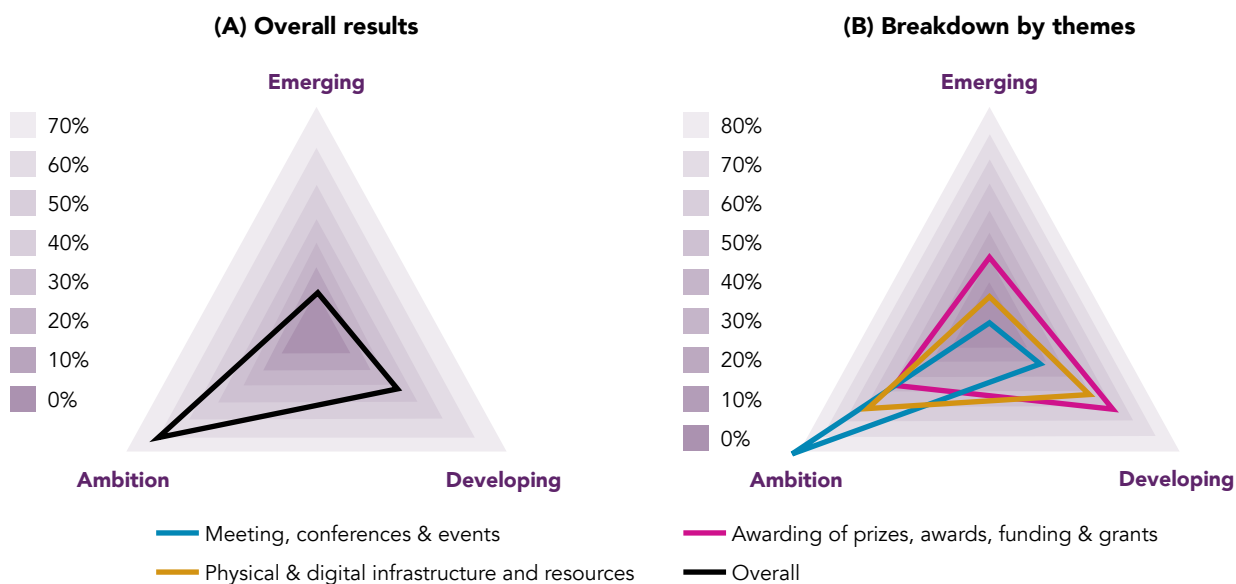 (A) Overall results
Emerging
70%
60%
50%
40%
30%
20%
10%
0%
Ambition
Developing
(B) Breakdown by themes
Emerging
80%
70%
60%
50%
40%
30%
20%
10%
0%
Ambition
Developing
Meeting, conferences & events
Awarding of prizes, awards, funding & grants
Physical & digital infrastructure and resources
Overall